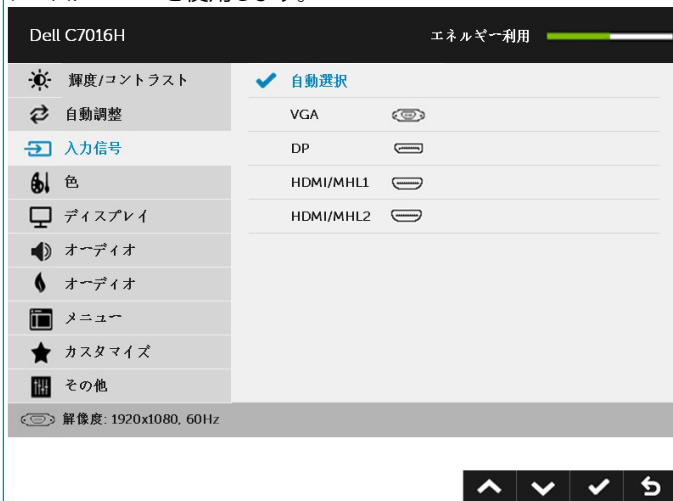 Dell C7016H
エネルギー利用
輝度/コントラスト
自動調整
入力信号
色
ディスプレイ
オーディオ
オーディオ
メニュー
カスタマイズ
その他
自動選択
VGA
DP
HDMI/MHL1
HDMI/MHL2
解像度: 1920x1080, 60Hz